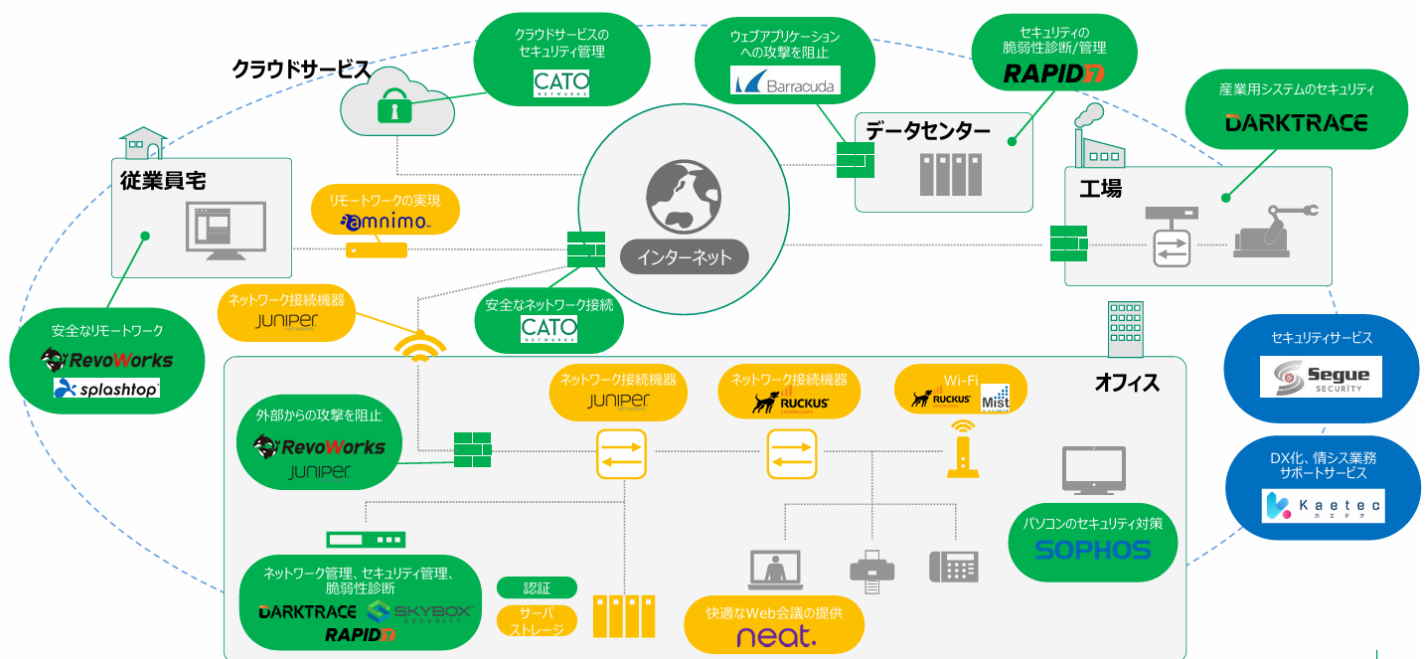 クラウドサービス
クラウドサービスの
セキュリティ管理
CATO
NETWORKS
ウェブアプリケーション
への攻撃を阻止
Barracuda
セキュリティの
脆弱性診断/管理
RAPID7
産業用システムのセキュリティ
DARKTRACE
データセンター
工場
従業員宅
リモートワークの実現
amnimo
インターネット
ネットワーク接続機器
JUNIPER
NETWORKS
安全なネットワーク接続
CATO
NETWORKS
安全なリモートワーク
RevoWorks
splashtop
セキュリティサービス
Segue
SECURITY
DX化、情シス業務
サポートサービス
Kaetec
カエテク
オフィス
ネットワーク接続機器
JUNIPER
NETWORKS
ネットワーク接続機器
RUCKUS
Wi-Fi
RUCKUS
Mist
外部からの攻撃を阻止
RevoWorks
JUNIPER
NETWORKS
パソコンのセキュリティ対策
SOPHOS
ネットワーク管理、セキュリティ管理、
脆弱性診断
DARKTRACE
SKYBOX
SECURITY
RAPID7
認証
サーバ
ストレージ
快適なWeb会議の提供
neat.